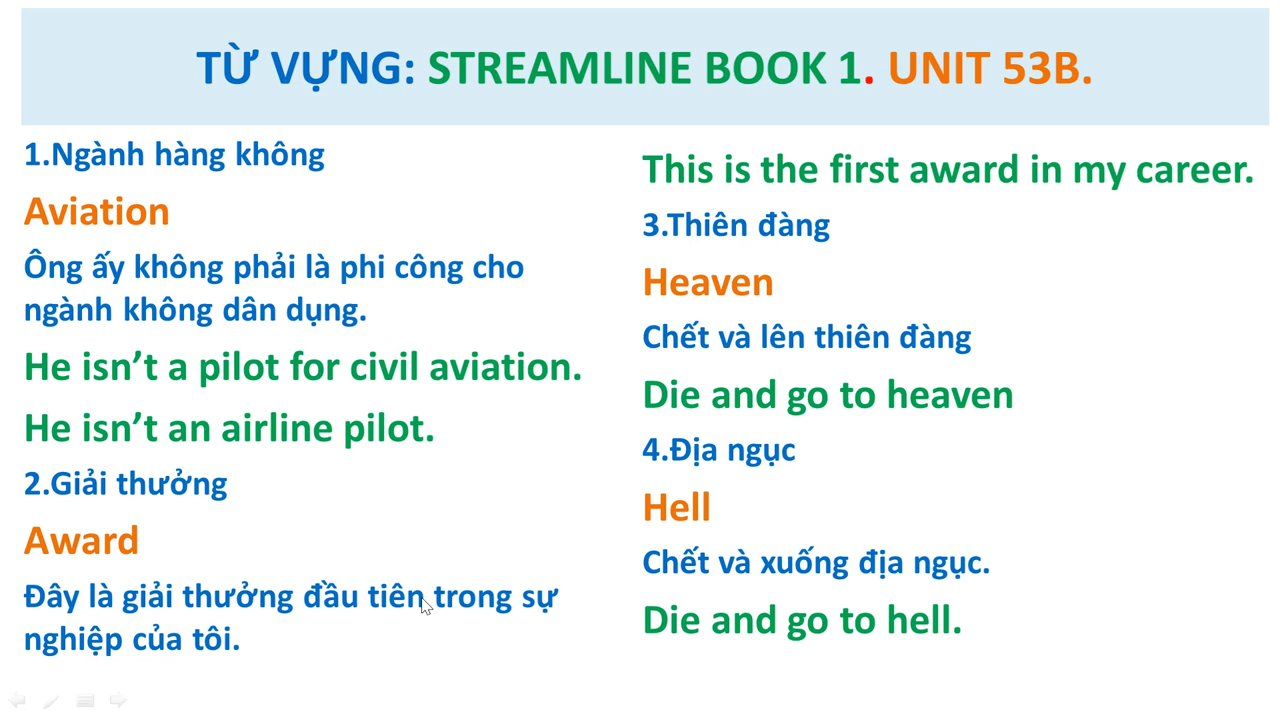 TỪ VỰNG: STREAMLINE BOOK 1. UNIT 53B.
1.Ngành hàng không
Aviation
Ông ấy không phải là phi công cho
ngành không dân dụng.
He isn’t a pilot for civil aviation.
He isn’t an airline pilot.
2.Giải thưởng
Award
Đây là giải thưởng đầu tiên trong sự
nghiệp của tôi.
This is the first award in my career.
3.Thiên đàng
Heaven
Chết và lên thiên đàng
Die and go to heaven
4.Địa ngục
Hell
Chết và xuống địa ngục.
Die and go to hell.